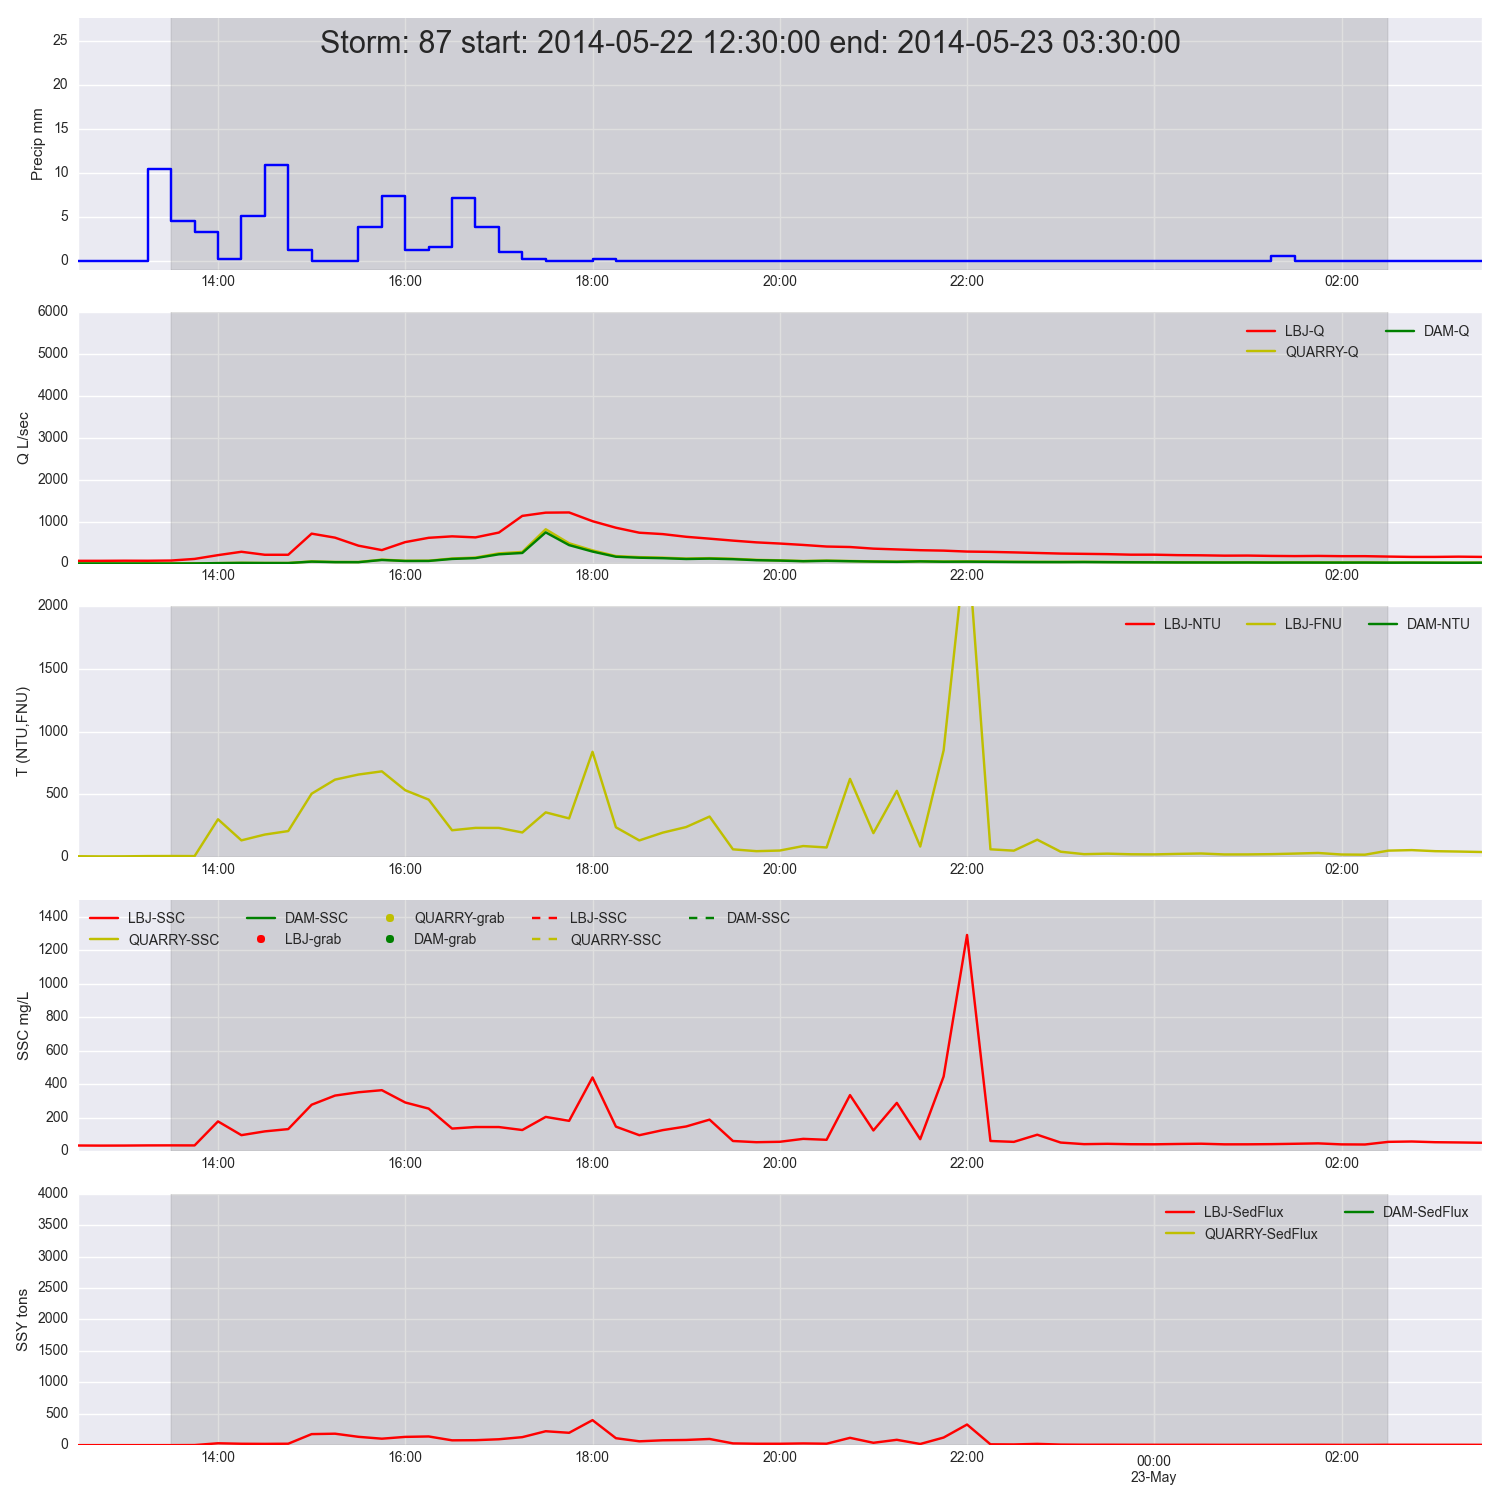 Storm: 87 start: 2014-05-22 12:30:00 end: 2014-05-23 03:30:00
Precip mm
25
20
15
10
5
0
14:00 16:00 18:00 20:00 22:00 02:00
Q L/sec
6000
5000
4000
3000
2000
1000
0
LBJ-Q DAM-Q
QUARRY-Q
14:00 16:00 18:00 20:00 22:00 02:00
T (NTU,FNU)
2000
1500
1000
500
0
LBJ-NTU LBJ-FNU DAM-NTU
14:00 16:00 18:00 20:00 22:00 02:00
SSC mg/L
1400
1200
1000
800
600
400
200
0
LBJ-SSC DAM-SSC QUARRY-grab LBJ-SSC DAM-SSC
QUARRY-SSC LBJ-grab DAM-grab QUARRY-SSC
14:00 16:00 18:00 20:00 22:00 02:00
SSY tons
4000
3500
3000
2500
2000
1500
1000
500
0
LBJ-SedFlux DAM-SedFlux
QUARRY-SedFlux
14:00 16:00 18:00 20:00 22:00 00:00 02:00
23-May